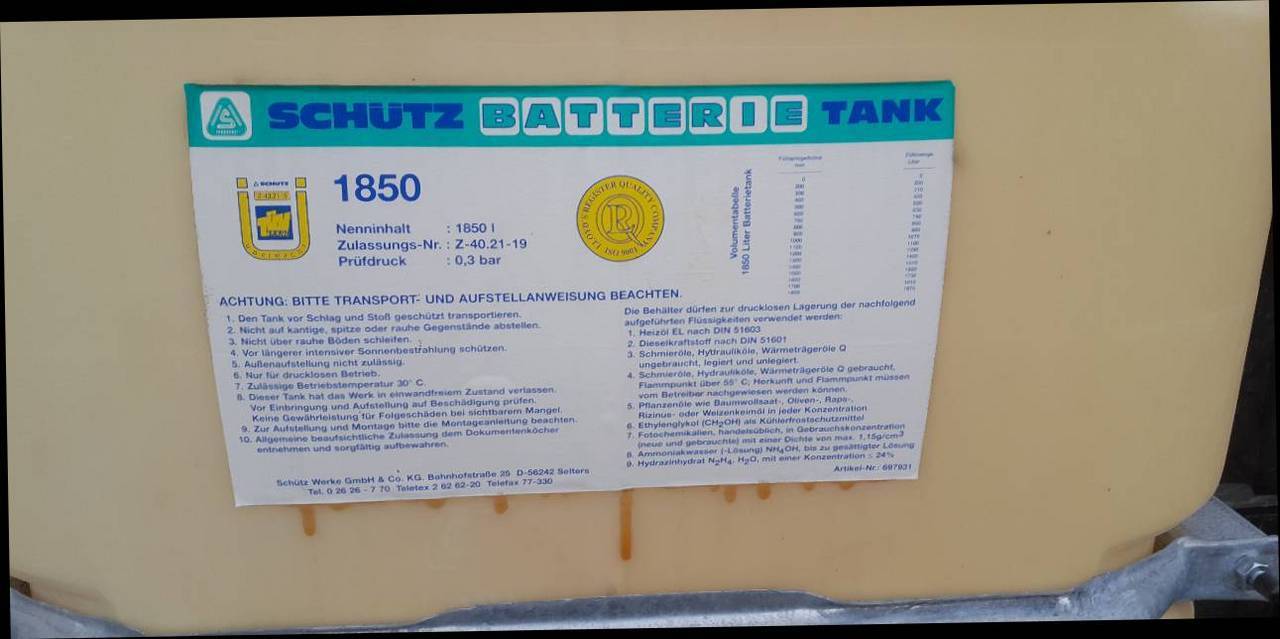 SCHÜTZ BATTERIE TANK
SCHÜTZ
1850
Nenninhalt : 1850 l
Zulassungs-Nr. : Z-40.21-19
Prüfdruck : 0,3 bar
LLOYD'S REGISTER QUALITY COMPANY
ISO 9001
LRQ
Volumentabelle
1850 Liter Batterietank
ACHTUNG: BITTE TRANSPORT- UND AUFSTELLANWEISUNG BEACHTEN.
1. Den Tank vor Schlag und Stoß geschützt transportieren.
2. Nicht auf kantige, spitze oder rauhe Gegenstände abstellen.
3. Nicht über rauhe Böden schleifen.
4. Vor längerer intensiver Sonnenbestrahlung schützen.
5. Außenaufstellung nicht zulässig.
6. Nur für drucklosen Betrieb.
7. Zulässige Betriebstemperatur 30° C.
8. Dieser Tank hat das Werk in einwandfreiem Zustand verlassen.
Vor Einbringung und Aufstellung auf Beschädigung prüfen.
Keine Gewährleistung für Folgeschäden bei sichtbarem Mangel.
9. Zur Aufstellung und Montage bitte die Montageanleitung beachten.
10. Allgemeine beaufsichtliche Zulassung dem Dokumentenköcher
entnehmen und sorgfältig aufbewahren.
Die Behälter dürfen zur drucklosen Lagerung der nachfolgend
aufgeführten Flüssigkeiten verwendet werden:
1. Heizöl EL nach DIN 51603
2. Dieselkraftstoff nach DIN 51601
3. Schmieröle, Hydrauliköle, Wärmeträgeröle Q
ungebraucht, legiert und unlegiert.
4. Schmieröle, Hydrauliköle, Wärmeträgeröle Q gebraucht,
Flammpunkt über 55° C; Herkunft und Flammpunkt müssen
vom Betreiber nachgewiesen werden können.
5. Pflanzenöle wie Baumwollsaat-, Oliven-, Raps-,
Rizinus- oder Weizenkeimöl in jeder Konzentration
6. Ethylenglykol (CH₂OH) als Kühlerfrostschutzmittel
7. Fotochemikalien, handelsüblich, in Gebrauchskonzentration
(neue und gebrauchte) mit einer Dichte von max. 1,15g/cm³
8. Ammoniakwasser (-Lösung) NH₄OH, bis zu gesättigter Lösung
9. Hydrazinhydrat N₂H₄, H₂O, mit einer Konzentration ≤ 24%
Artikel-Nr.: 697931
Schütz Werke GmbH & Co. KG. Bahnhofstraße 25 D-56242 Selters
Tel. 0 26 26 - 7 70 Teletex 2 62 62-20 Telefax 77-330